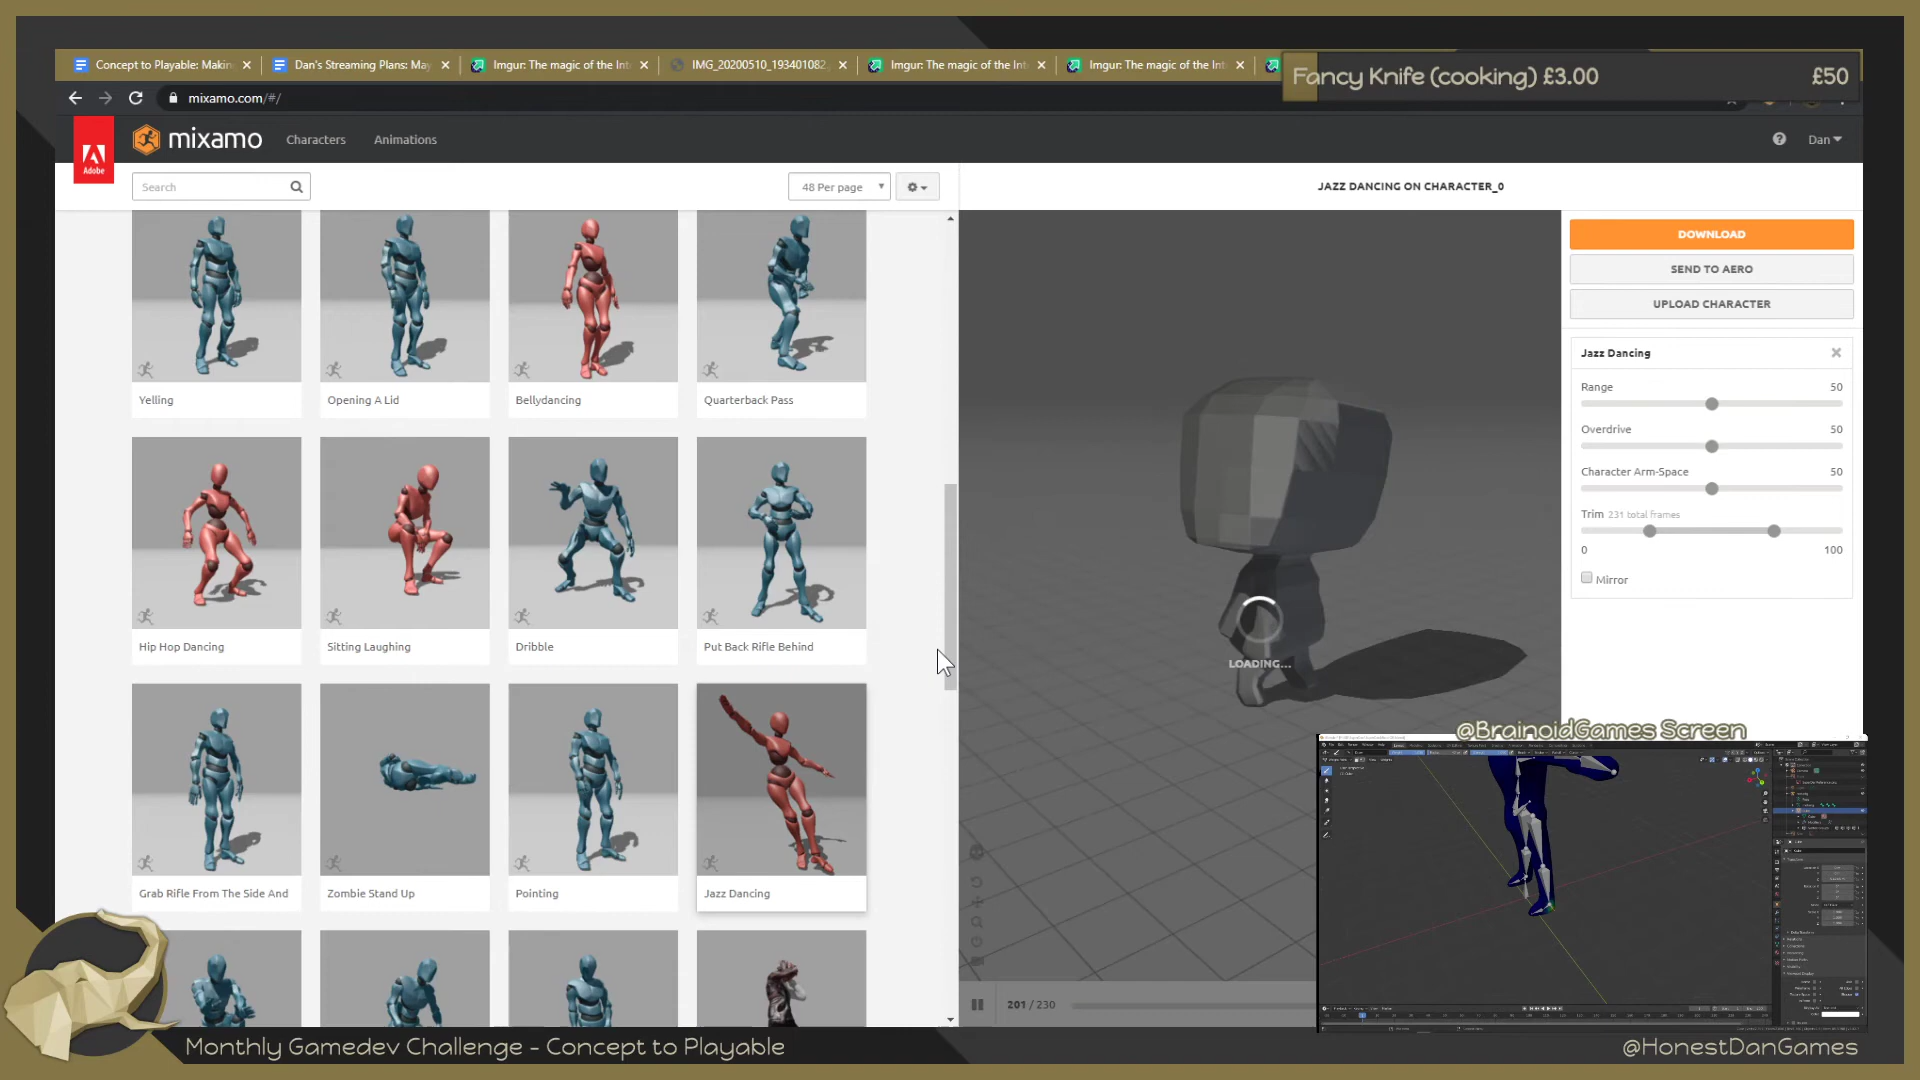 Concept to Playable: Makin
Dan's Streaming Plans: May
Imgur: The magic of the Int
IMG_20200510_193401082
Imgur: The magic of the Int
Imgur: The magic of the Int
Fancy Knife (cooking) £3.00 £50
mixamo.com/#/
Adobe
mixamo
Characters
Animations
Dan
Search
48 Per page
JAZZ DANCING ON CHARACTER_0
DOWNLOAD
SEND TO AERO
UPLOAD CHARACTER
Jazz Dancing
Range 50
Overdrive 50
Character Arm-Space 50
Trim 231 total frames
0 100
Mirror
Yelling
Opening A Lid
Bellydancing
Quarterback Pass
Hip Hop Dancing
Sitting Laughing
Dribble
Put Back Rifle Behind
Grab Rifle From The Side And
Zombie Stand Up
Pointing
Jazz Dancing
LOADING...
201 / 230
@BrainoidGames Screen
Monthly Gamedev Challenge - Concept to Playable
@HonestDanGames